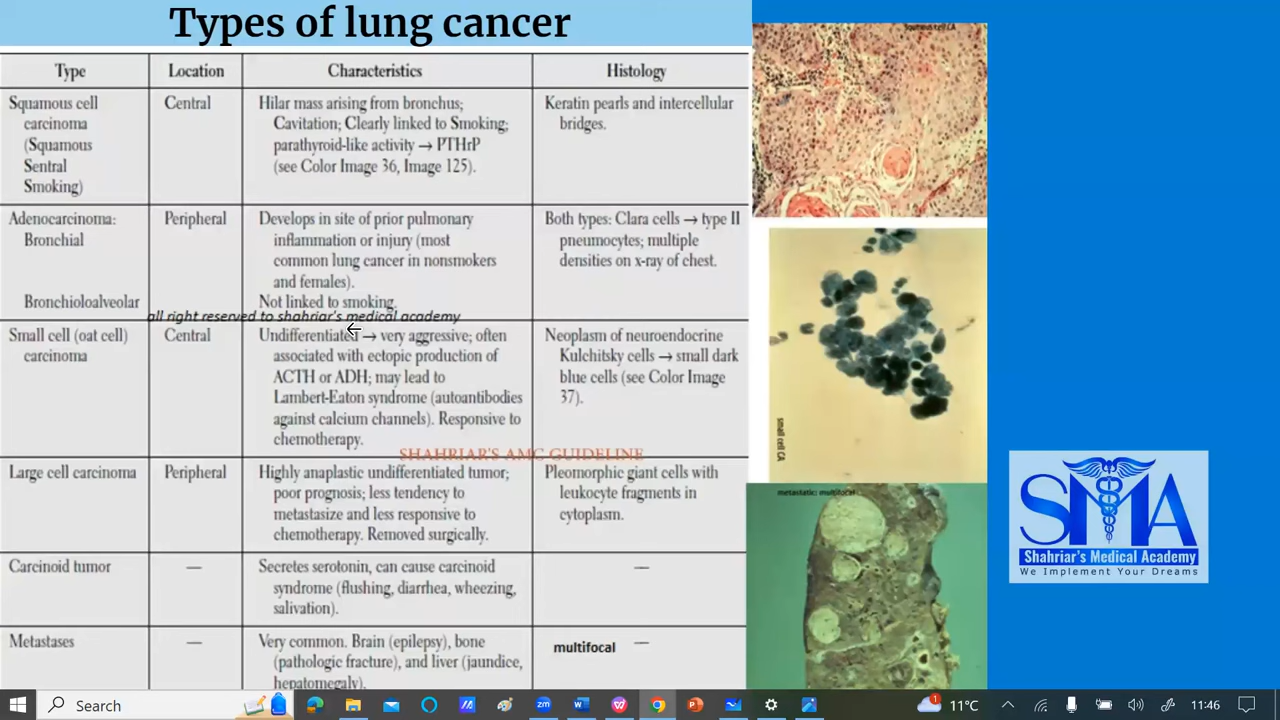 Types of lung cancer
Type
Location
Characteristics
Histology
Squamous cell
carcinoma
(Squamous
Sentral
Smoking)
Central
Hilar mass arising from bronchus;
Cavitation; Clearly linked to Smoking;
parathyroid-like activity → PTHrP
(see Color Image 36, Image 125).
Keratin pearls and intercellular
bridges.
Adenocarcinoma:
Bronchial
Bronchioloalveolar
Peripheral
Develops in site of prior pulmonary
inflammation or injury (most
common lung cancer in nonsmokers
and females).
Not linked to smoking.
Both types: Clara cells → type II
pneumocytes; multiple
densities on x-ray of chest.
all right reserved to shahriar's medical academy
Small cell (oat cell)
carcinoma
Central
Undifferentiated → very aggressive; often
associated with ectopic production of
ACTH or ADH; may lead to
Lambert-Eaton syndrome (autoantibodies
against calcium channels). Responsive to
chemotherapy.
Neoplasm of neuroendocrine
Kulchitsky cells → small dark
blue cells (see Color Image
37).
SHAHRIAR'S AMC GUIDELINE
Large cell carcinoma
Peripheral
Highly anaplastic undifferentiated tumor;
poor prognosis; less tendency to
metastasize and less responsive to
chemotherapy. Removed surgically.
Pleomorphic giant cells with
leukocyte fragments in
cytoplasm.
Carcinoid tumor
—
Secretes serotonin, can cause carcinoid
syndrome (flushing, diarrhea, wheezing,
salivation).
—
Metastases
—
Very common. Brain (epilepsy), bone
(pathologic fracture), and liver (jaundice,
hepatomegaly).
multifocal —
small cell CA
metastatic: multifocal
SMA
Shahriar's Medical Academy
We Implement Your Dreams
Search
1
11°C
11:46